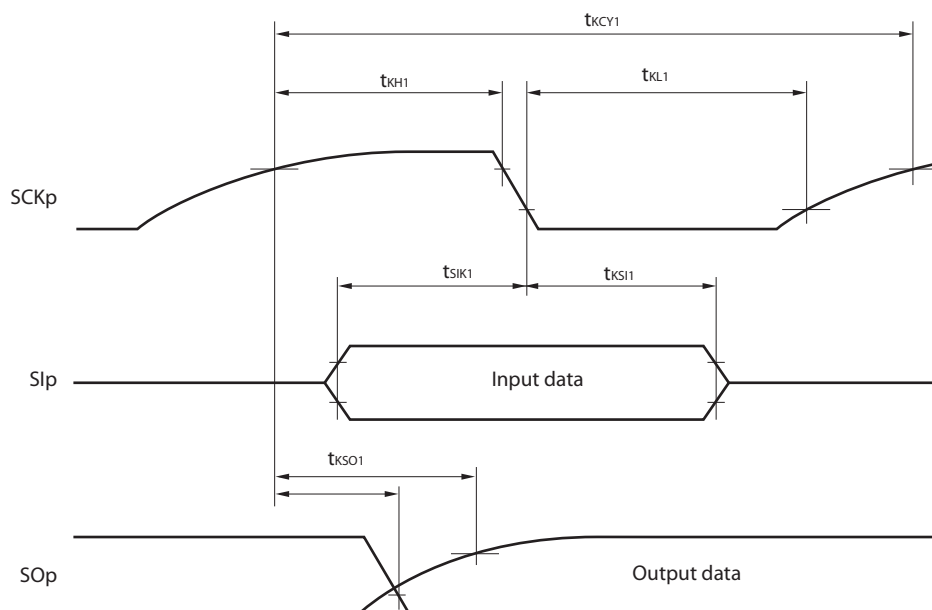 tKCY1
tKH1
tKL1
SCKp
tSIK1
tKSI1
SIp
Input data
tKSO1
SOp
Output data